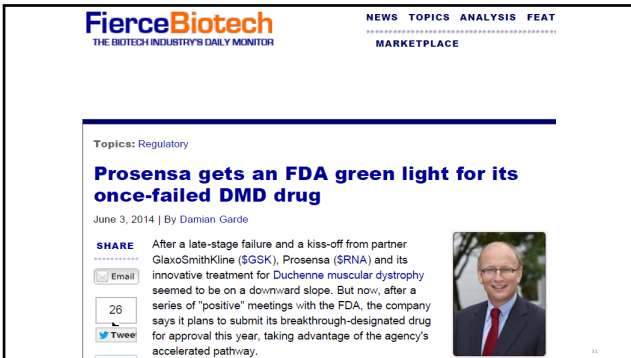 FierceBiotech
THE BIOTECH INDUSTRY'S DAILY MONITOR
NEWS TOPICS ANALYSIS FEAT
MARKETPLACE
Topics: Regulatory
Prosensa gets an FDA green light for its
once-failed DMD drug
June 3, 2014 | By Damian Garde
SHARE
Email
26
Twee
After a late-stage failure and a kiss-off from partner
GlaxoSmithKline ($GSK), Prosensa ($RNA) and its
innovative treatment for Duchenne muscular dystrophy
seemed to be on a downward slope. But now, after a
series of "positive" meetings with the FDA, the company
says it plans to submit its breakthrough-designated drug
for approval this year, taking advantage of the agency's
accelerated pathway.